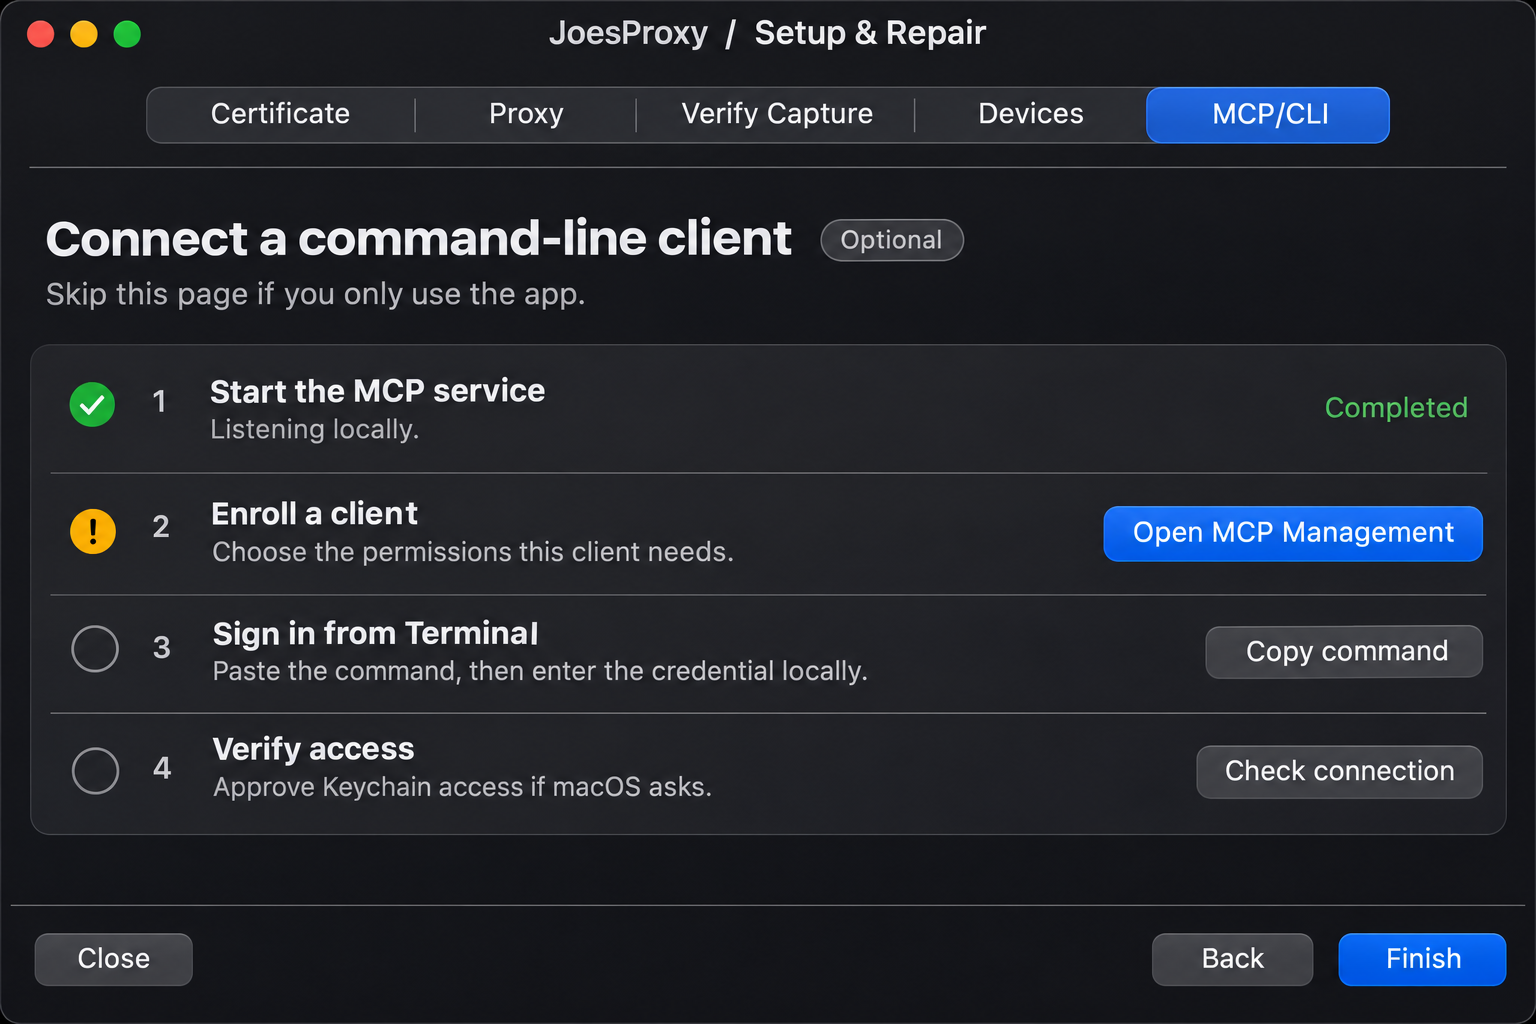 JoesProxy / Setup & Repair
Certificate
Proxy
Verify Capture
Devices
MCP/CLI
Connect a command-line client
Optional
Skip this page if you only use the app.
1
Start the MCP service
Listening locally.
Completed
2
Enroll a client
Choose the permissions this client needs.
Open MCP Management
3
Sign in from Terminal
Paste the command, then enter the credential locally.
Copy command
4
Verify access
Approve Keychain access if macOS asks.
Check connection
Close
Back
Finish